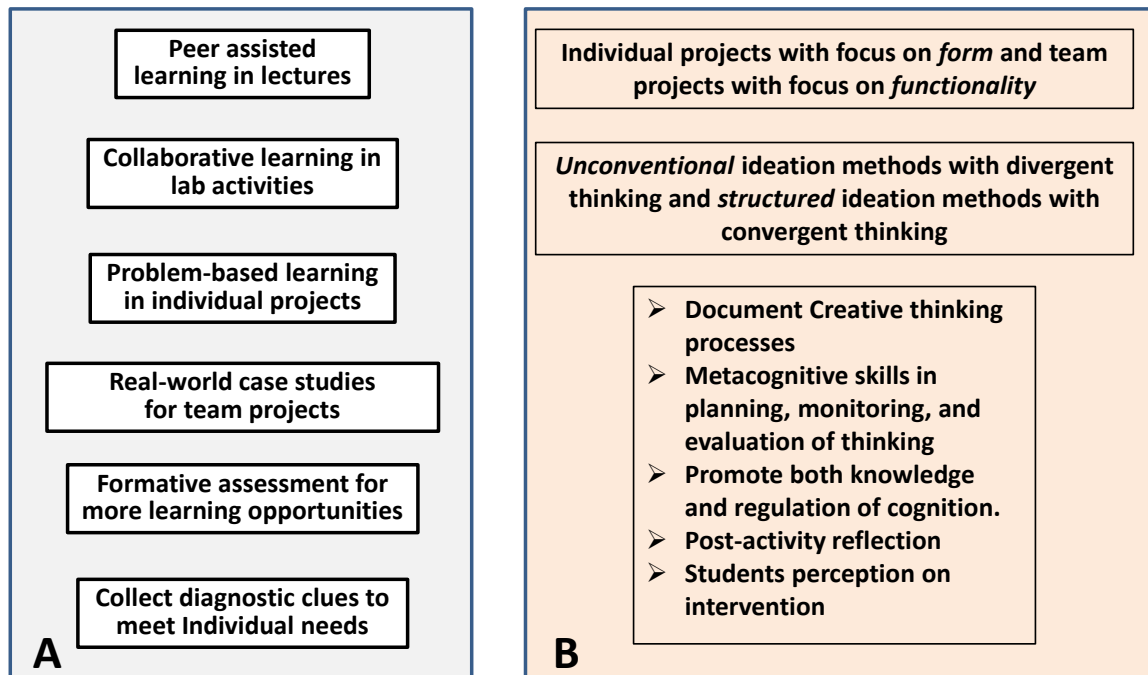 Peer assisted
learning in lectures
Collaborative learning in
lab activities
Problem-based learning
in individual projects
Real-world case studies
for team projects
Formative assessment for
more learning opportunities
Collect diagnostic clues to
meet Individual needs
A
Individual projects with focus on form and team
projects with focus on functionality
Unconventional ideation methods with divergent
thinking and structured ideation methods with
convergent thinking
➢ Document Creative thinking
processes
➢ Metacognitive skills in
planning, monitoring, and
evaluation of thinking
➢ Promote both knowledge
and regulation of cognition.
➢ Post-activity reflection
➢ Students perception on
intervention
B